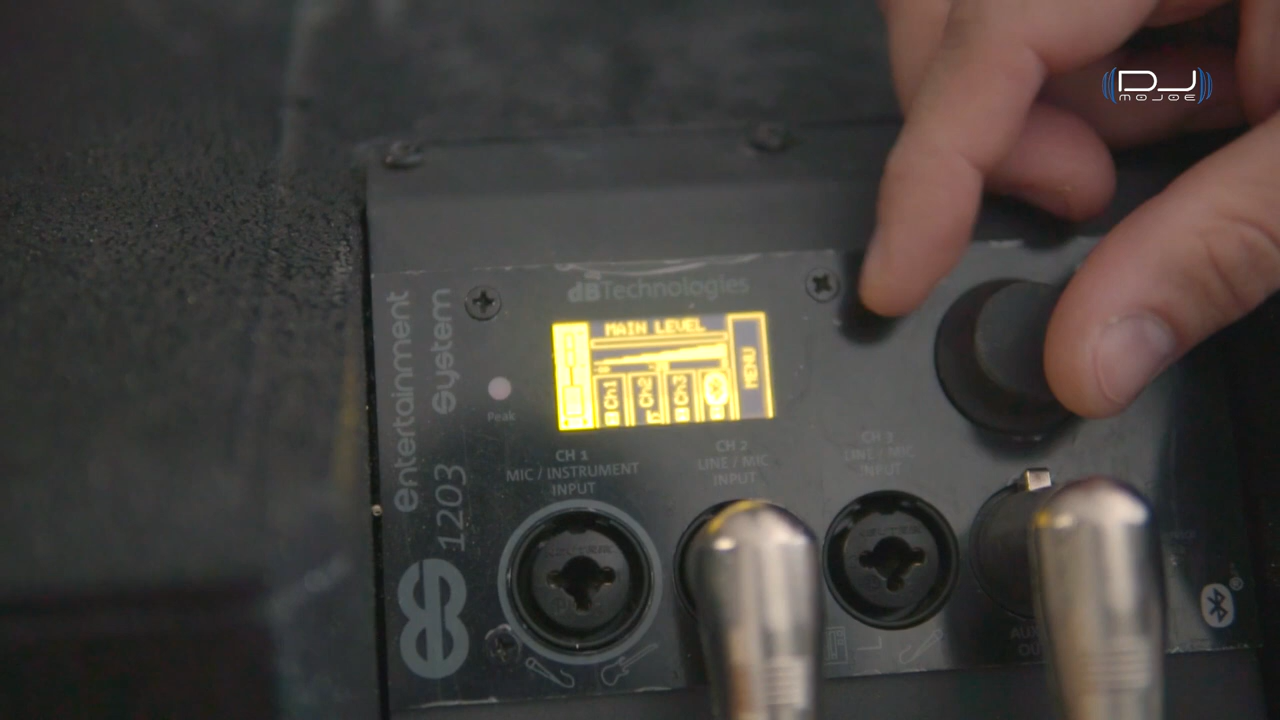 DJ
MOJOE
dBTechnologies
entertainment
system
ES 1203
Peak
MAIN LEVEL
Ch1
Ch2
Ch3
MENU
CH 1
MIC / INSTRUMENT
INPUT
CH 2
LINE / MIC
INPUT
CH 3
LINE / MIC
INPUT